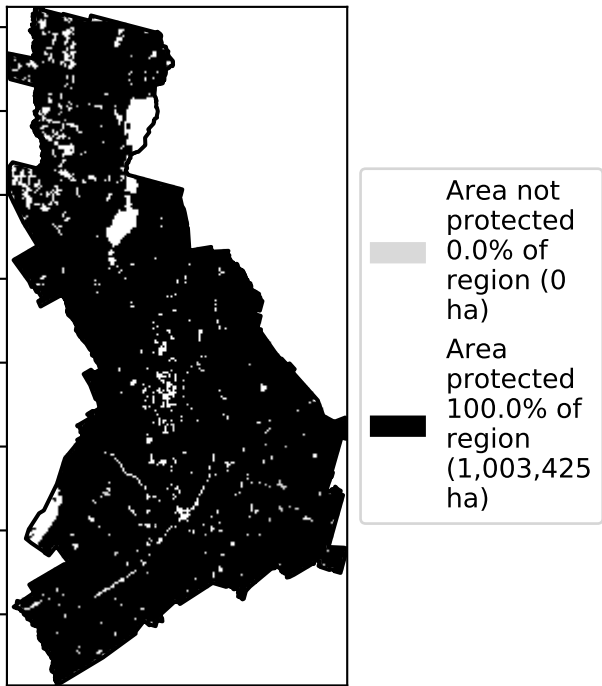 Area not
protected
0.0% of
region (0
ha)
Area
protected
100.0% of
region
(1,003,425
ha)